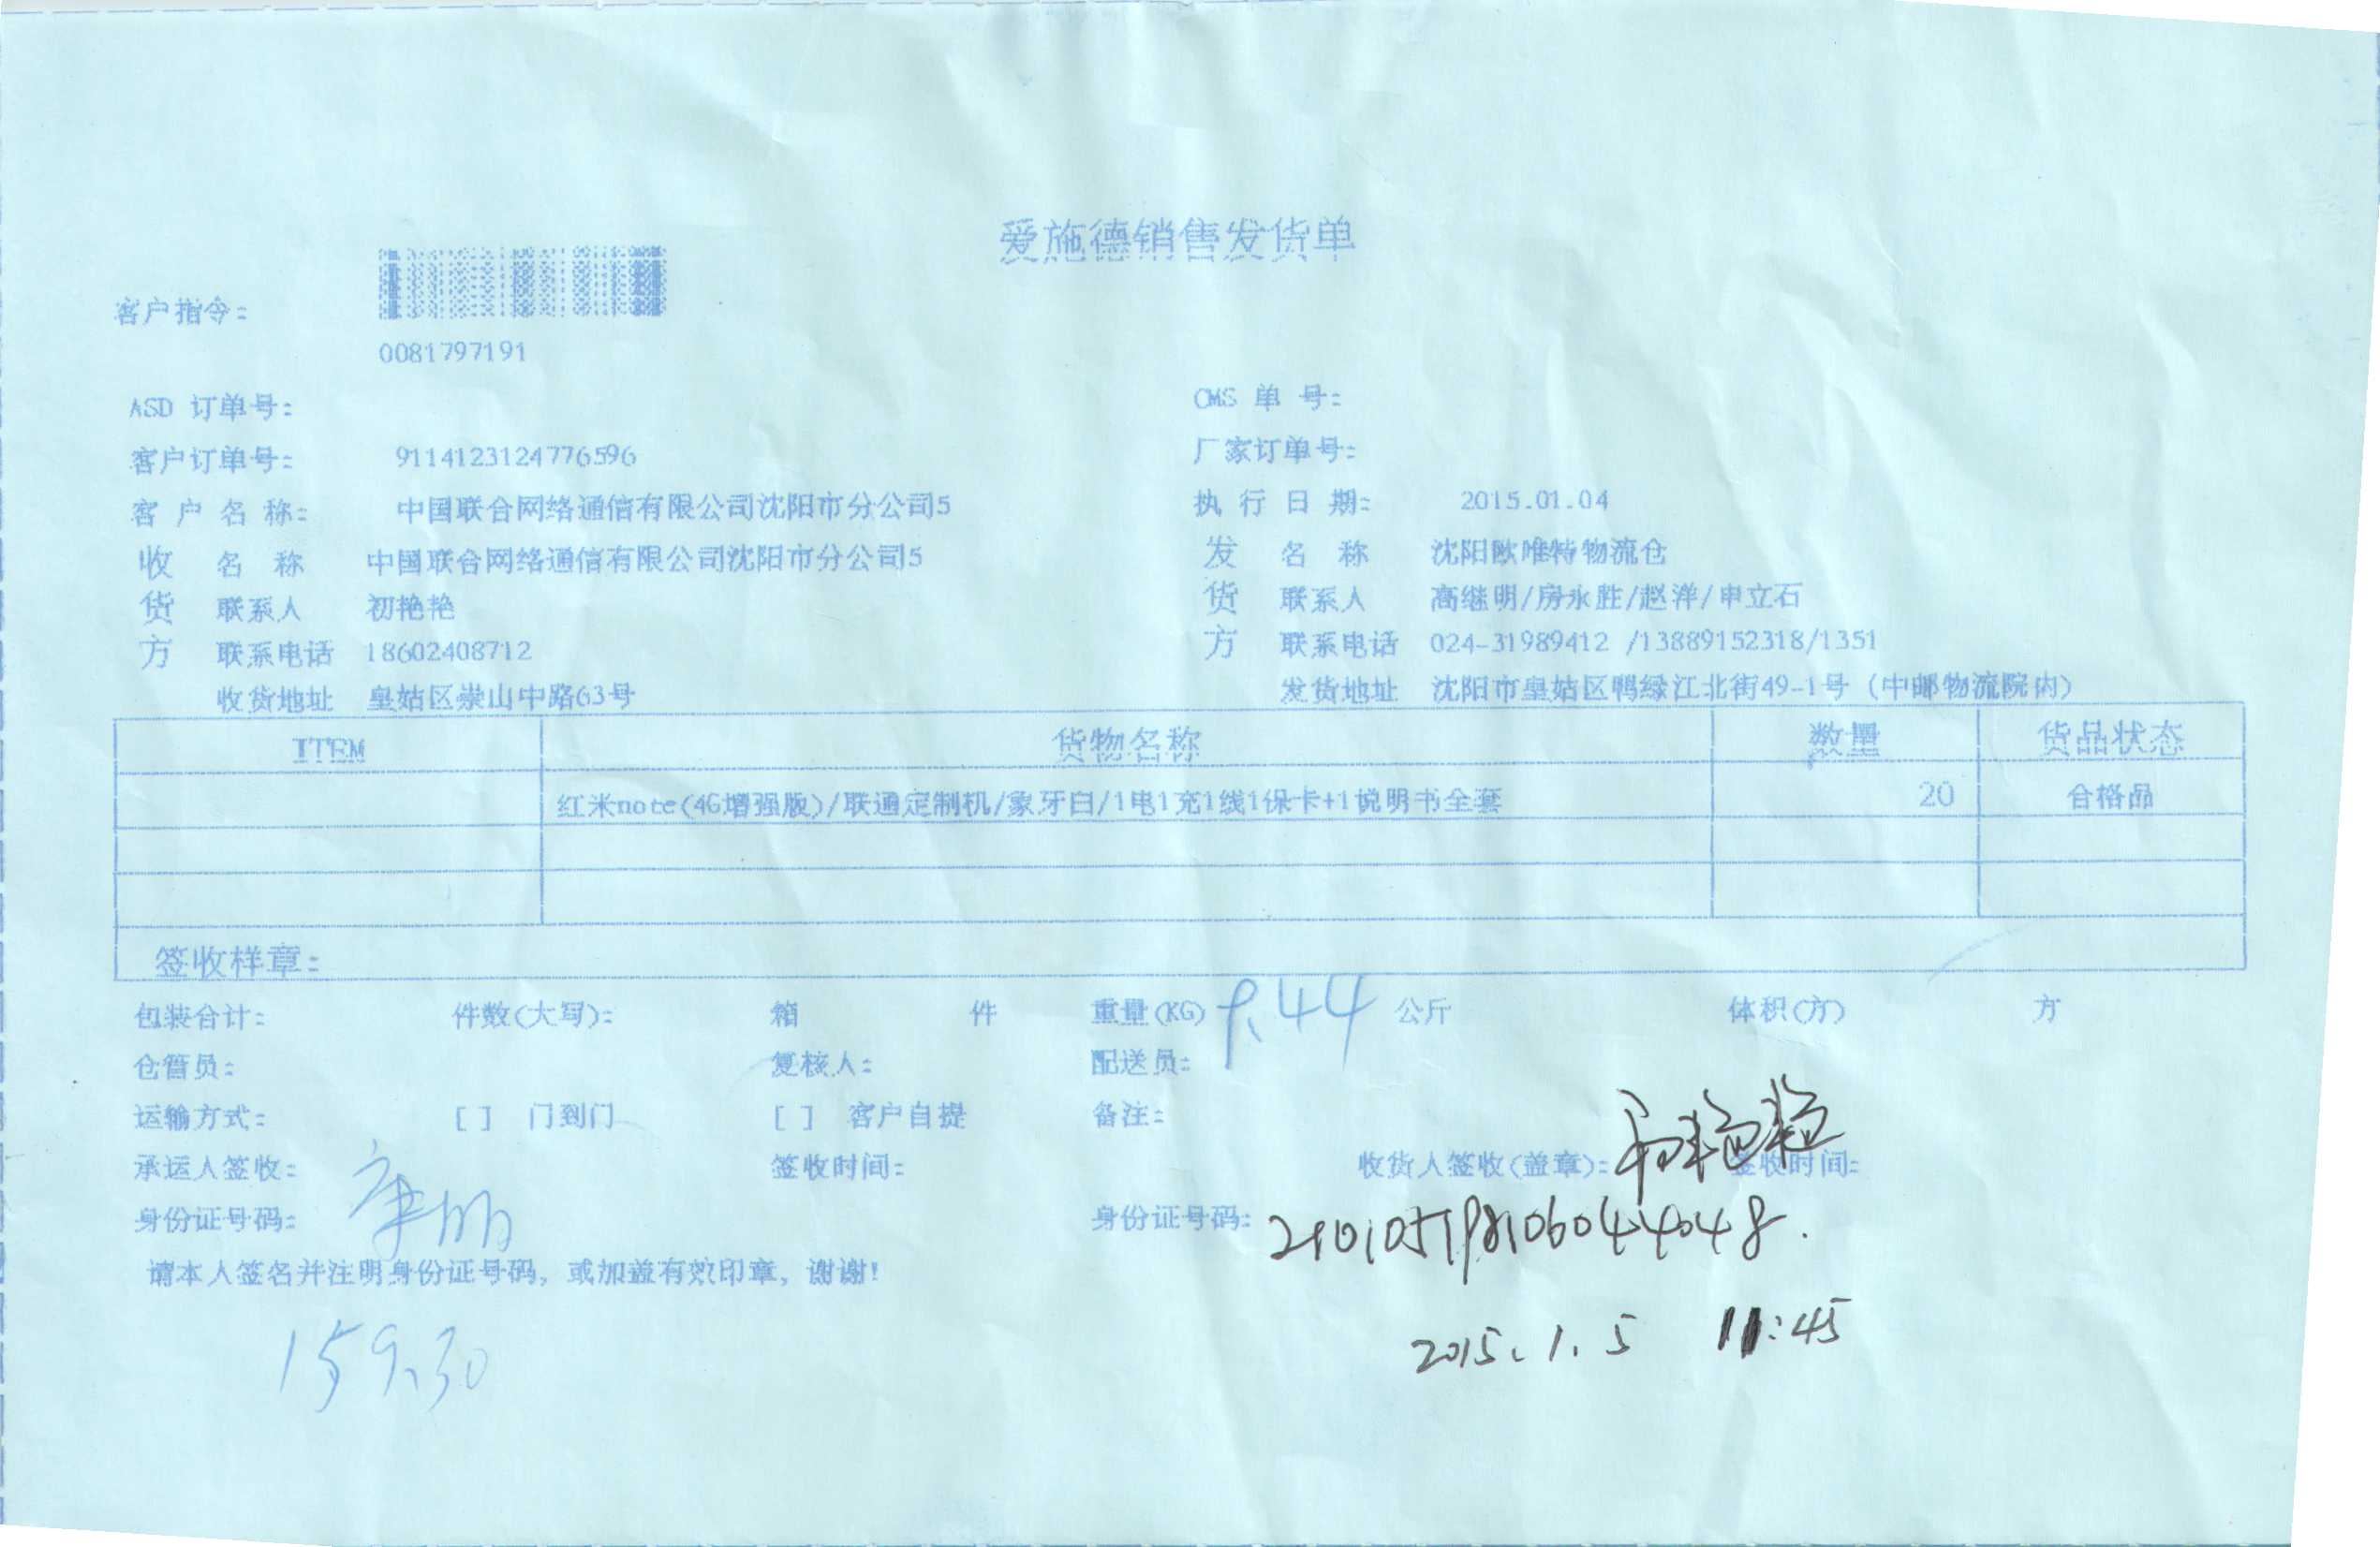 爱施德销售发货单
客户指令:
0081797191
ASD 订单号: CMS 单 号:
客户订单号: 9114123124776596 厂家订单号:
客 户 名 称: 中国联合网络通信有限公司沈阳市分公司5 执 行 日 期: 2015.01.04
收 名 称 中国联合网络通信有限公司沈阳市分公司5 发 名 称 沈阳欧唯特物流仓
货 联系人 初艳艳 货 联系人 高继明/房永胜/赵洋/申立石
方 联系电话 18602408712 方 联系电话 024-31989412 /13889152318/1351
收货地址 皇姑区崇山中路63号 发货地址 沈阳市皇姑区鸭绿江北街49-1号 (中邮物流院内)
ITEM 货物名称 数量 货品状态
红米note(4G增强版)/联通定制机/象牙白/1电1充1线1保卡+1说明书全套 20 合格品
签收样章:
包装合计: 件数(大写): 箱 件 重量(KG) 9.44 公斤 体积(方) 方
仓管员: 复核人: 配送员:
运输方式: [ ] 门到门 [ ] 客户自提 备注:
承运人签收: 签收时间: 收货人签收(盖章): 初艳艳 签收时间:
身份证号码: 身份证号码: 210105198106044048.
请本人签名并注明身份证号码, 或加盖有效印章, 谢谢!
159.30
2015.1.5 11:45